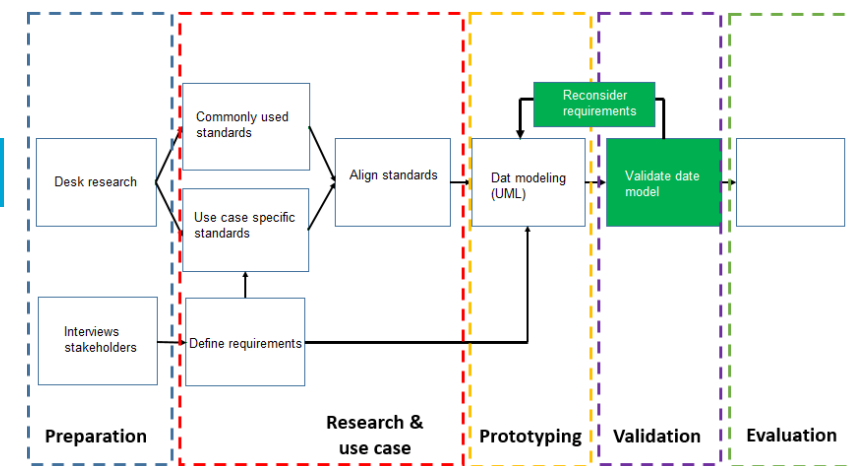 Reconsider
requirements
Commonly used
standards
Desk research
Align standards
Dat modeling
(UML)
Validate date
model
Use case specific
standards
Interviews
stakeholders
Define requirements
Preparation
Research &
use case
Prototyping
Validation
Evaluation